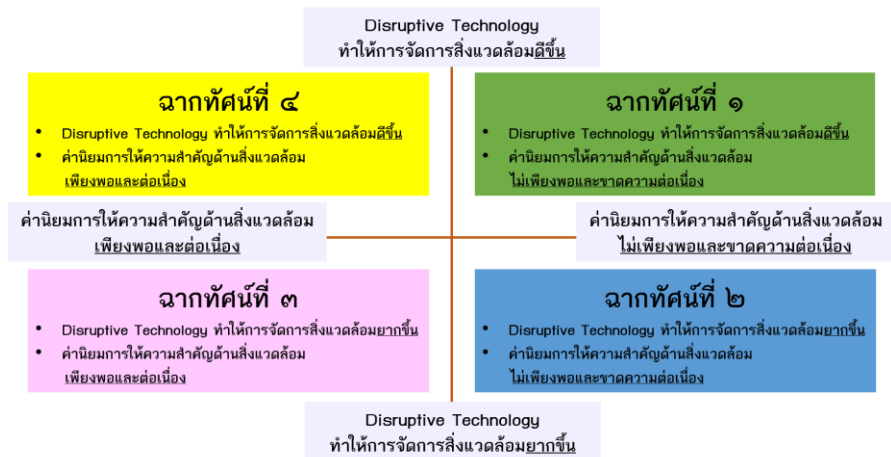 Disruptive Technology
ทำให้การจัดการสิ่งแวดล้อมดีขึ้น
ฉากทัศน์ที่ ๔
• Disruptive Technology ทำให้การจัดการสิ่งแวดล้อมดีขึ้น
• ค่านิยมการให้ความสำคัญด้านสิ่งแวดล้อม
เพียงพอและต่อเนื่อง
ฉากทัศน์ที่ ๑
• Disruptive Technology ทำให้การจัดการสิ่งแวดล้อมดีขึ้น
• ค่านิยมการให้ความสำคัญด้านสิ่งแวดล้อม
ไม่เพียงพอและขาดความต่อเนื่อง
ค่านิยมการให้ความสำคัญด้านสิ่งแวดล้อม
เพียงพอและต่อเนื่อง
ค่านิยมการให้ความสำคัญด้านสิ่งแวดล้อม
ไม่เพียงพอและขาดความต่อเนื่อง
ฉากทัศน์ที่ ๓
• Disruptive Technology ทำให้การจัดการสิ่งแวดล้อมยากขึ้น
• ค่านิยมการให้ความสำคัญด้านสิ่งแวดล้อม
เพียงพอและต่อเนื่อง
ฉากทัศน์ที่ ๒
• Disruptive Technology ทำให้การจัดการสิ่งแวดล้อมยากขึ้น
• ค่านิยมการให้ความสำคัญด้านสิ่งแวดล้อม
ไม่เพียงพอและขาดความต่อเนื่อง
Disruptive Technology
ทำให้การจัดการสิ่งแวดล้อมยากขึ้น